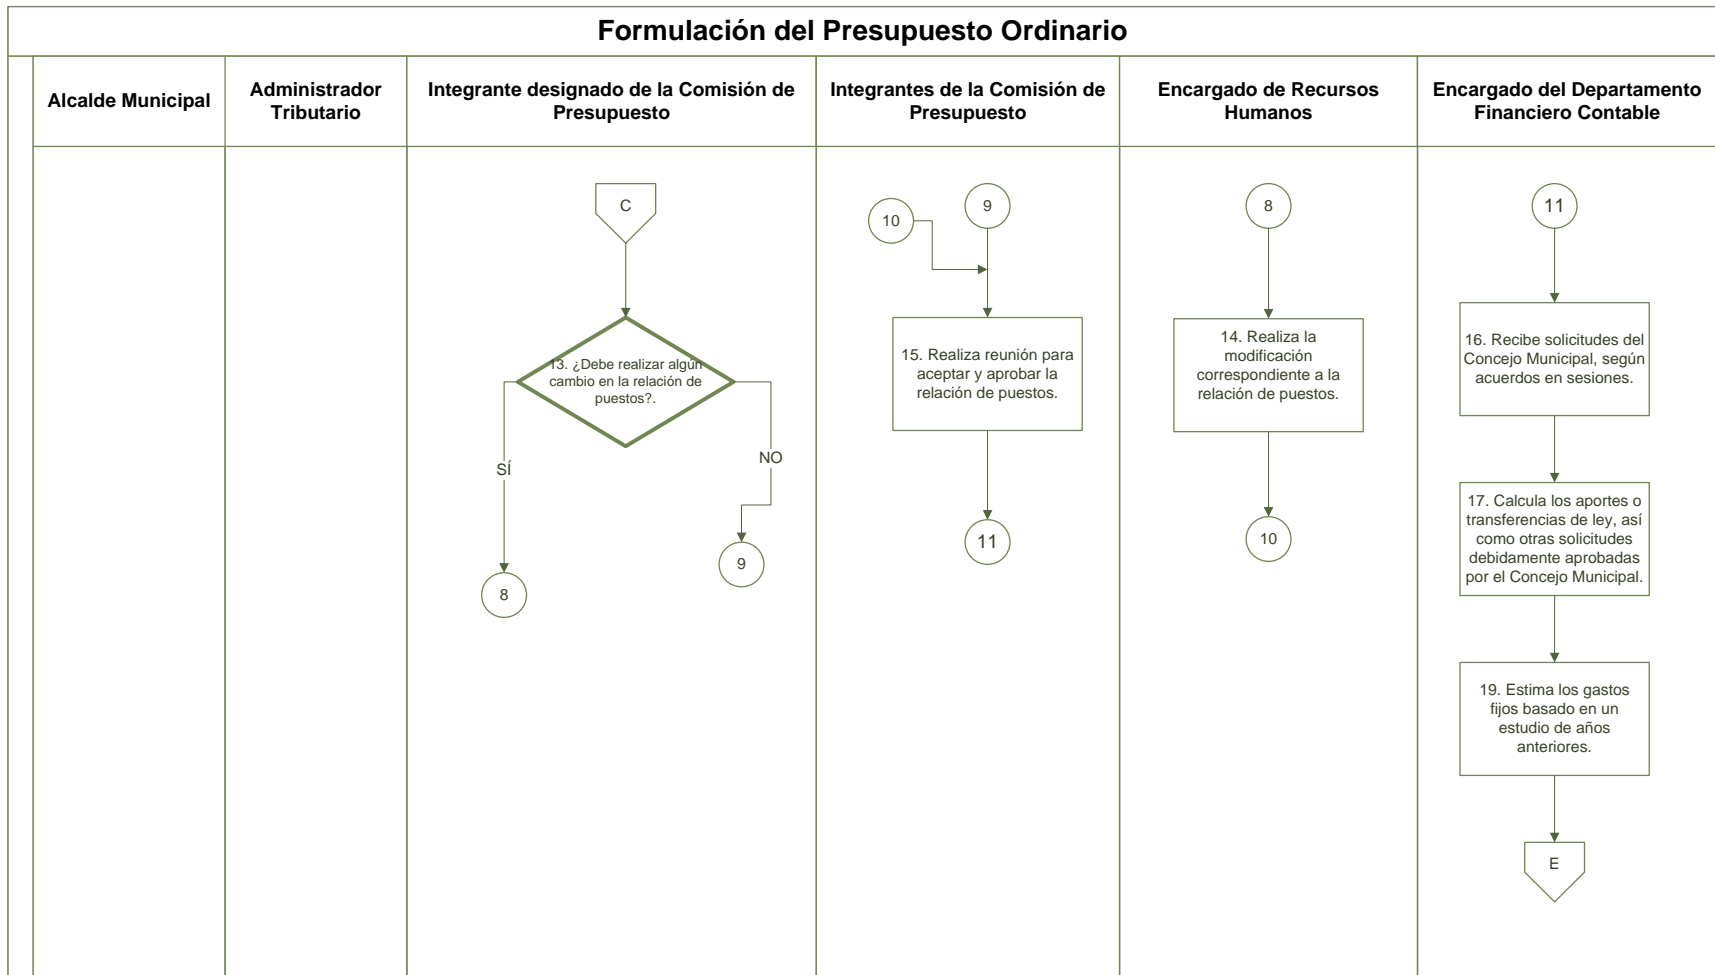 Formulación del Presupuesto Ordinario
Alcalde Municipal
Administrador
Tributario
Integrante designado de la Comisión de
Presupuesto
Integrantes de la Comisión de
Presupuesto
Encargado de Recursos
Humanos
Encargado del Departamento
Financiero Contable
C
13. ¿Debe realizar algún
cambio en la relación de
puestos?.
SÍ
NO
8
9
10
9
15. Realiza reunión para
aceptar y aprobar la
relación de puestos.
11
8
14. Realiza la
modificación
correspondiente a la
relación de puestos.
10
11
16. Recibe solicitudes del
Concejo Municipal, según
acuerdos en sesiones.
17. Calcula los aportes o
transferencias de ley, así
como otras solicitudes
debidamente aprobadas
por el Concejo Municipal.
19. Estima los gastos
fijos basado en un
estudio de años
anteriores.
E